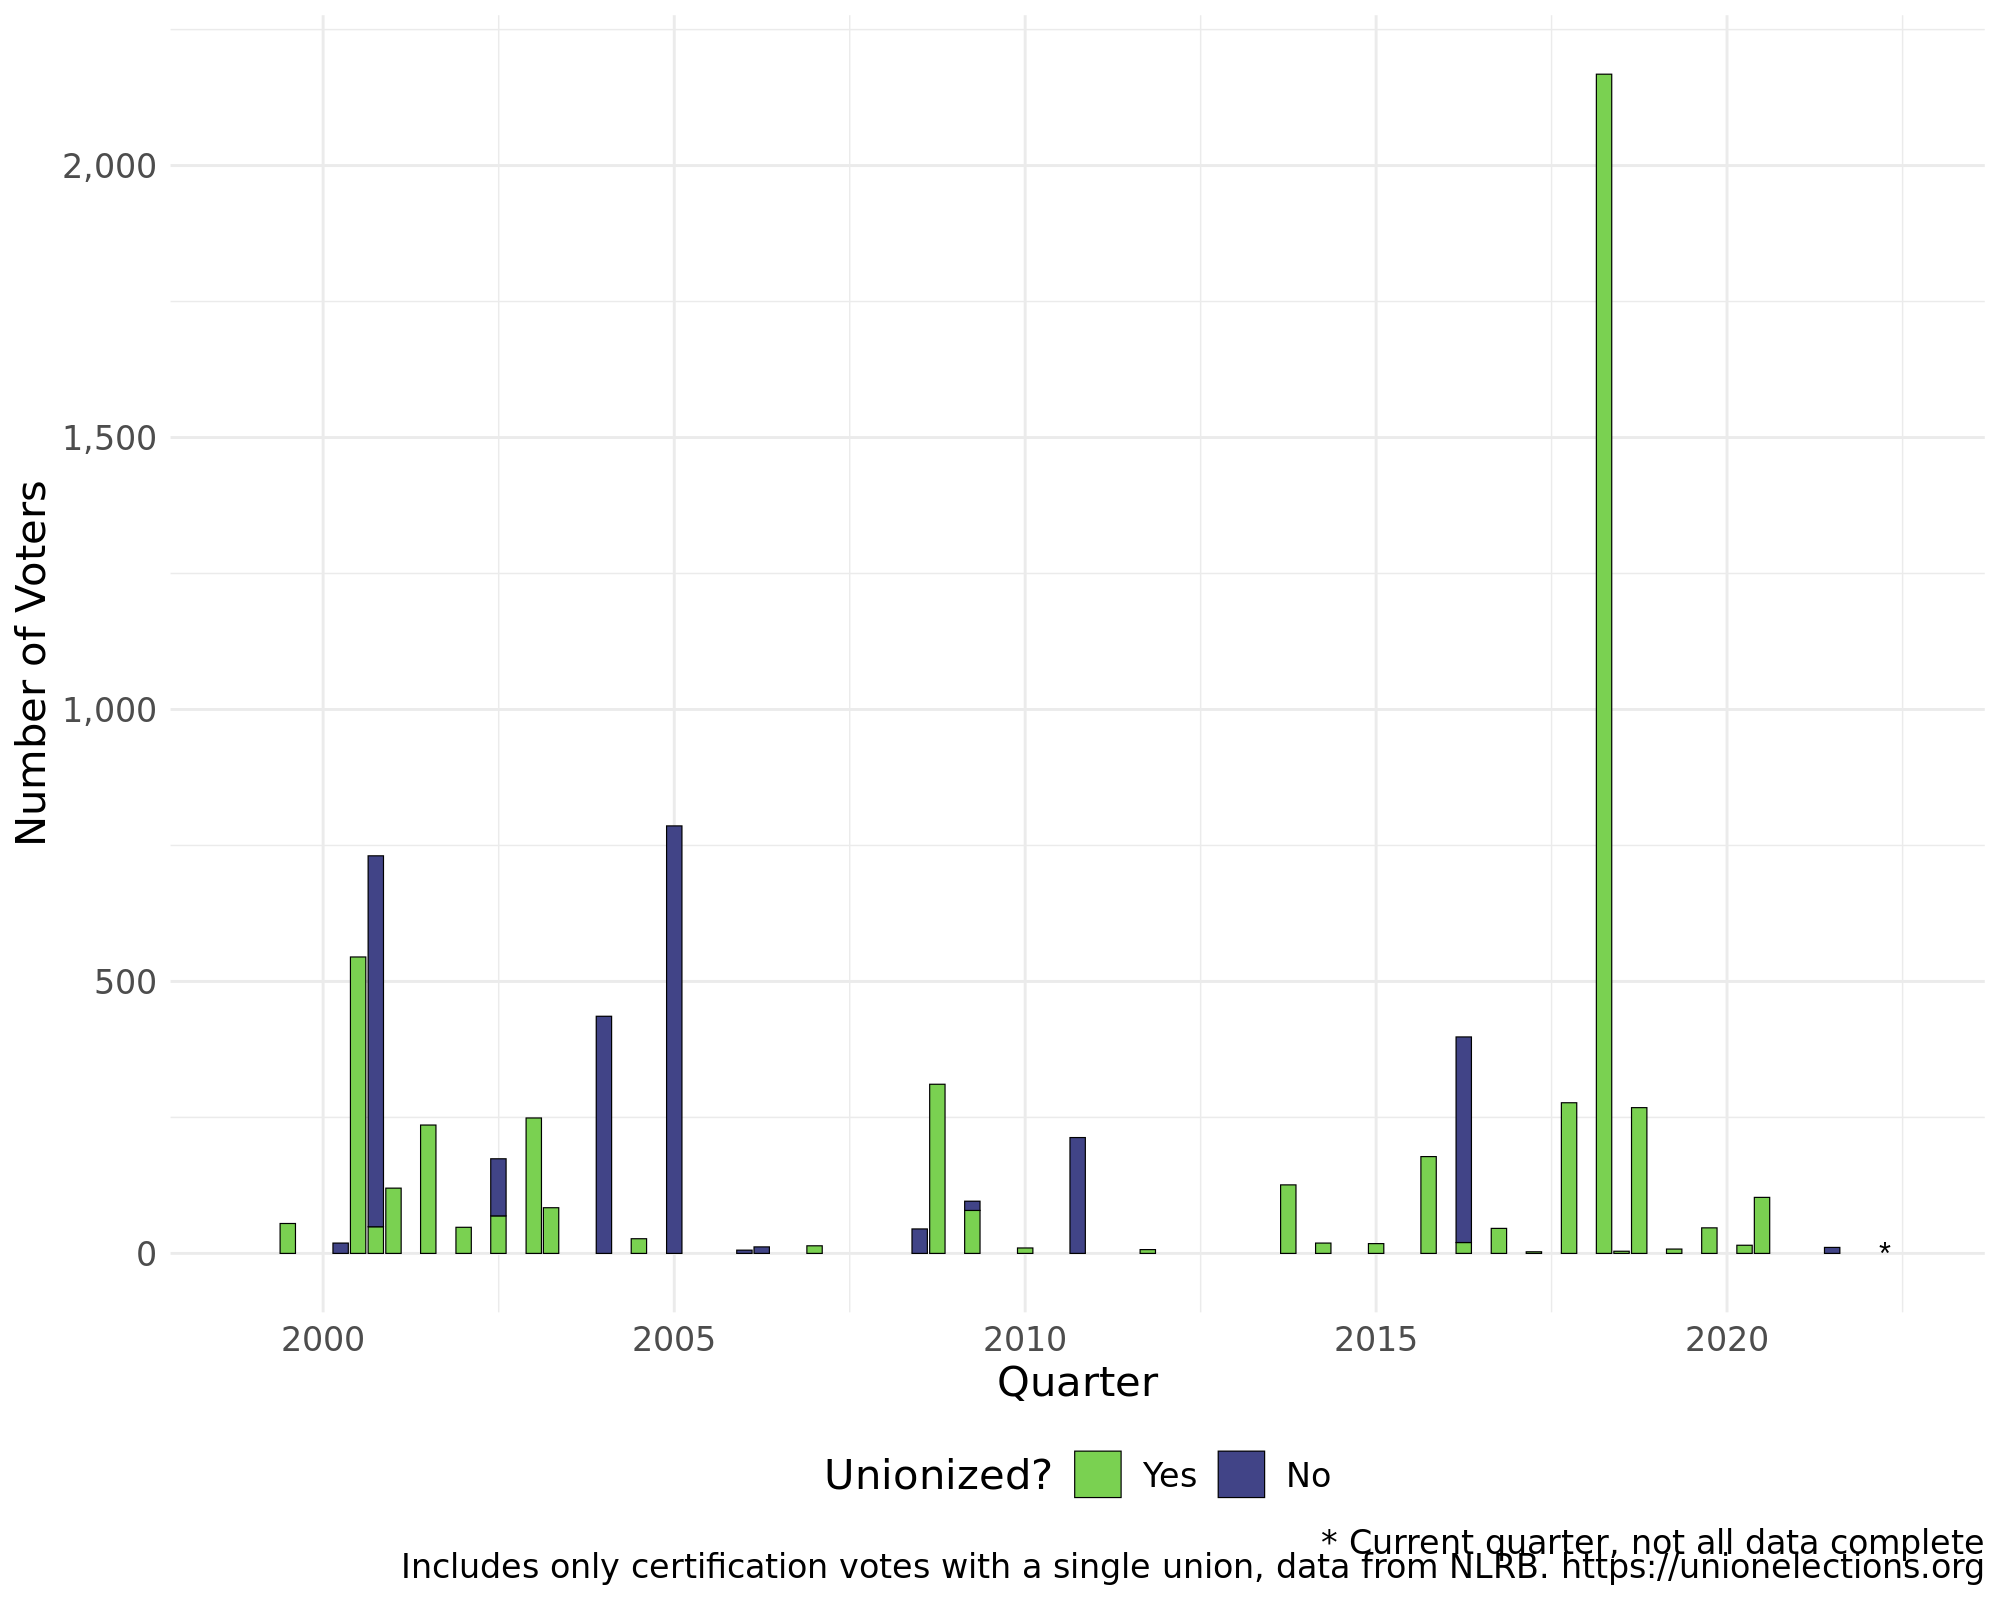 2,000
1,500
1,000
500
0
Number of Voters
*
2000 2005 2010 2015 2020
Quarter
Unionized? Yes No
* Current quarter, not all data complete
Includes only certification votes with a single union, data from NLRB. https://unionelections.org